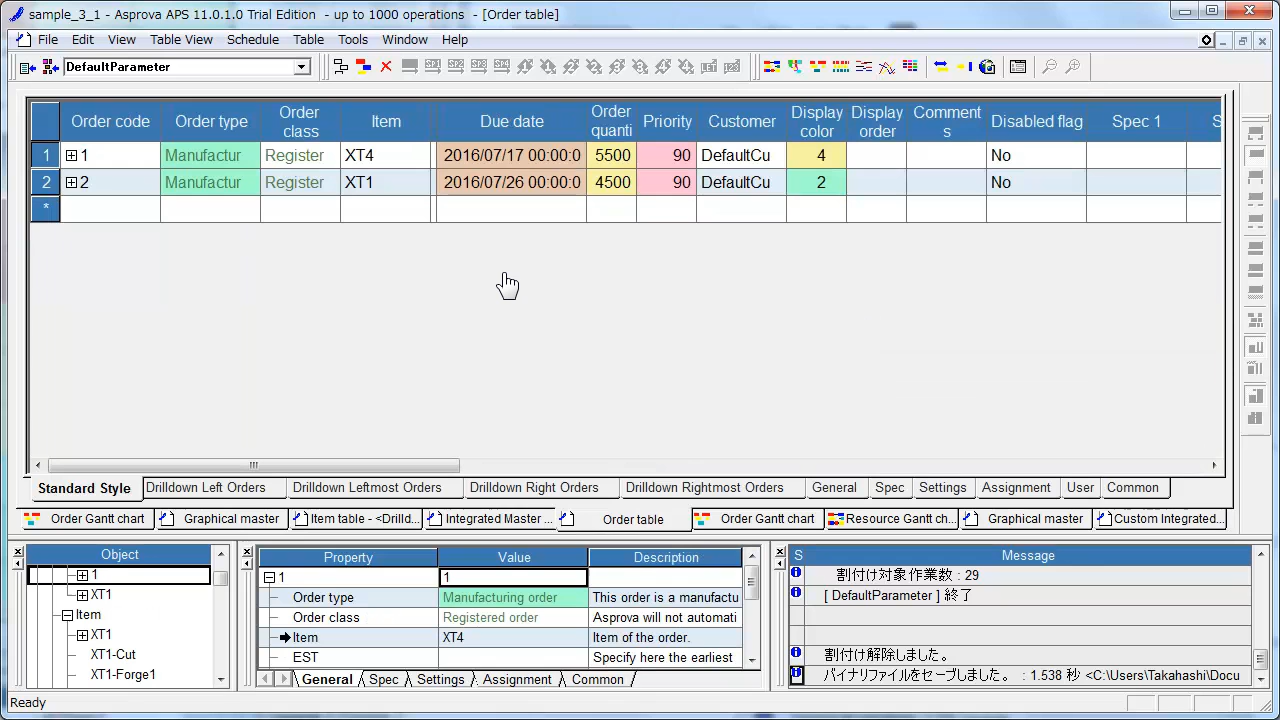 sample_3_1 - Asprova APS 11.0.1.0 Trial Edition - up to 1000 operations - [Order table]
File Edit View Table View Schedule Table Tools Window Help
DefaultParameter
Order code Order type Order class Item Due date Order quanti Priority Customer Display color Display order Comment s Disabled flag Spec 1 S
1 1 Manufactur Register XT4 2016/07/17 00:00:0 5500 90 DefaultCu 4 No
2 2 Manufactur Register XT1 2016/07/26 00:00:0 4500 90 DefaultCu 2 No
*
Standard Style Drilldown Left Orders Drilldown Leftmost Orders Drilldown Right Orders Drilldown Rightmost Orders General Spec Settings Assignment User Common
Order Gantt chart Graphical master Item table - <Drilld... Integrated Master ... Order table Order Gantt chart Resource Gantt ch... Graphical master Custom Integrated...
Object
1
XT1
Item
XT1
XT1-Cut
XT1-Forge1
Property Value Description
1 1
Order type Manufacturing order This order is a manufactu
Order class Registered order Asprova will not automati
Item XT4 Item of the order.
EST Specify here the earliest
General Spec Settings Assignment Common
S Message
割付け対象作業数 : 29
[ DefaultParameter ] 終了
割付け解除しました。
バイナリファイルをセーブしました。 : 1.538 秒 <C:\Users\Takahashi\Docu
Ready